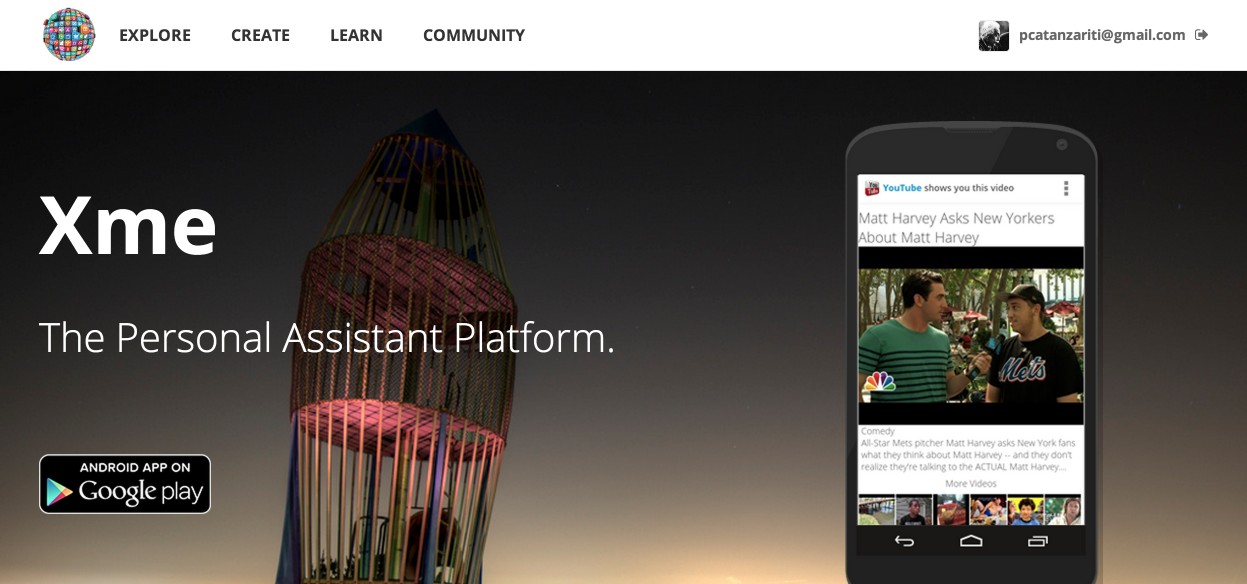 EXPLORE CREATE LEARN COMMUNITY pcatanzariti@gmail.com
Xme
The Personal Assistant Platform.
ANDROID APP ON
Google play
YouTube shows you this video
Matt Harvey Asks New Yorkers
About Matt Harvey
Mets
Comedy
All-Star Mets pitcher Matt Harvey asks New York fans
what they think about Matt Harvey -- and they don't
realize they're talking to the ACTUAL Matt Harvey...
More Videos